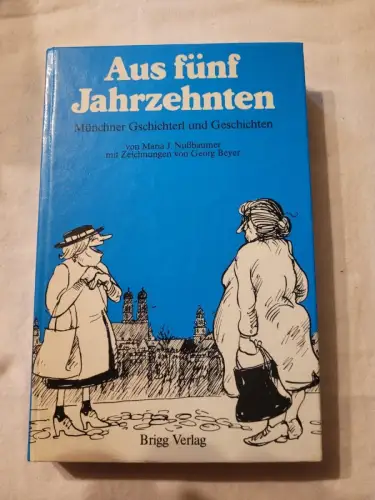 Aus fünf
Jahrzehnten
Münchner Gschichterl und Geschichten
von Maria J. Nußbaumer
mit Zeichnungen von Georg Beyer
Brigg Verlag